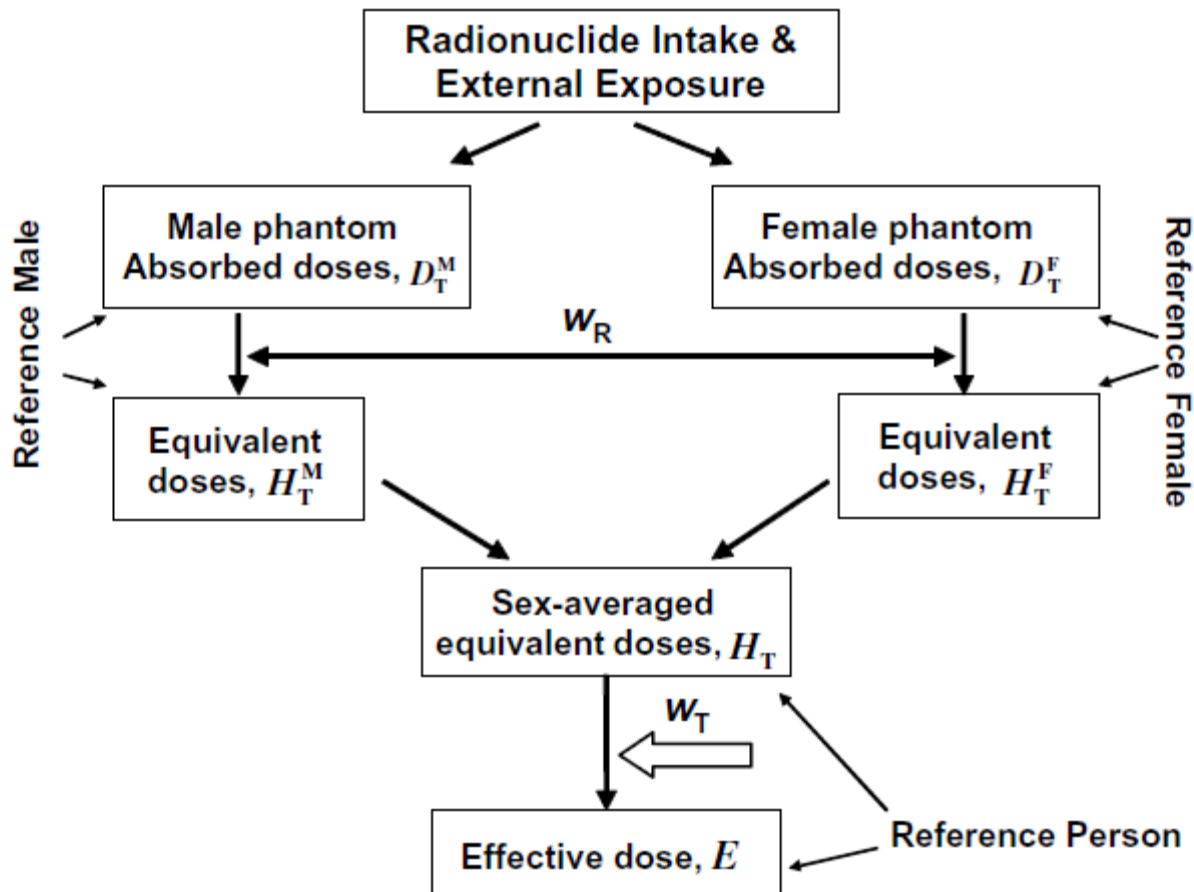 Radionuclide Intake &
External Exposure
Male phantom
Absorbed doses, D_T^M
Female phantom
Absorbed doses, D_T^F
Reference Male
Reference Female
w_R
Equivalent
doses, H_T^M
Equivalent
doses, H_T^F
Sex-averaged
equivalent doses, H_T
w_T
Effective dose, E
Reference Person